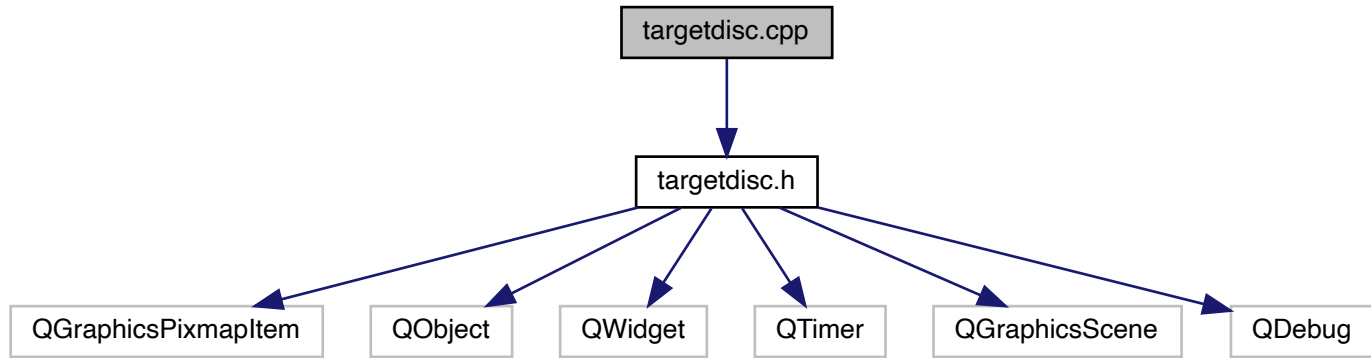 targetdisc.cpp
targetdisc.h
QGraphicsPixmapItem
QObject
QWidget
QTimer
QGraphicsScene
QDebug